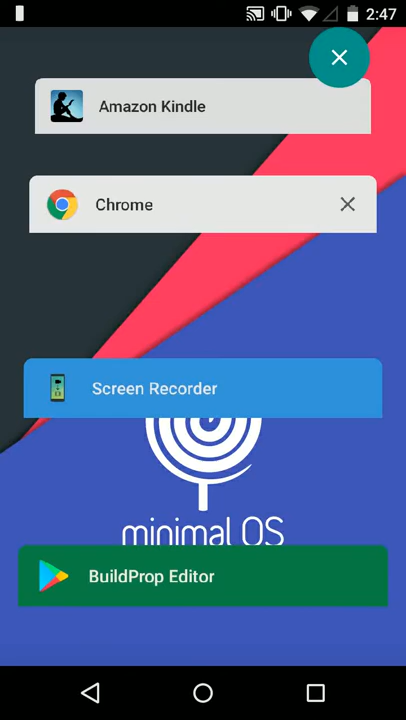 2:47
Amazon Kindle
Chrome
Screen Recorder
minimal OS
BuildProp Editor